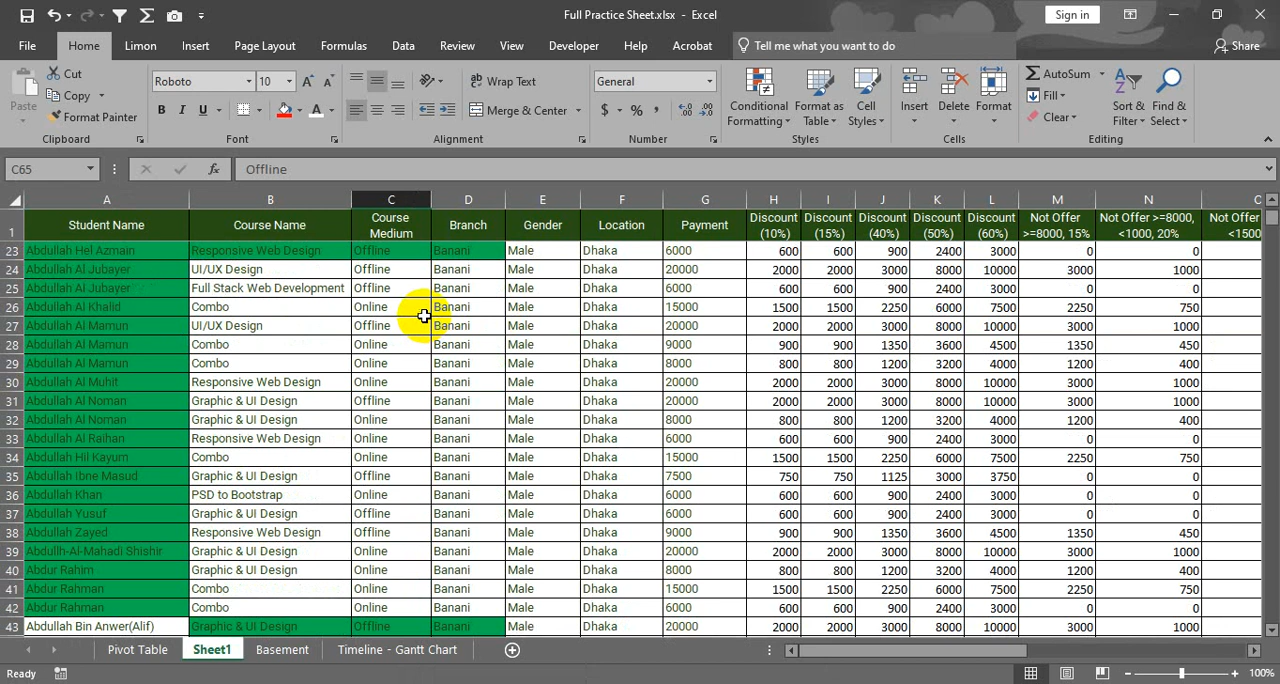 Full Practice Sheet.xlsx - Excel
Sign in
File Home Limon Insert Page Layout Formulas Data Review View Developer Help Acrobat Tell me what you want to do Share
Paste Cut Copy Format Painter Clipboard
Roboto 10 B I U A Font
Wrap Text Merge & Center Alignment
General $ % , Number
Conditional Formatting Format as Table Cell Styles Styles
Insert Delete Format Cells
AutoSum Fill Clear Sort & Filter Find & Select Editing
C65 fx Offline
A B C D E F G H I J K L M N O
1 Student Name Course Name Course Medium Branch Gender Location Payment Discount (10%) Discount (15%) Discount (40%) Discount (50%) Discount (60%) Not Offer >=8000, 15% Not Offer >=8000, <1000, 20% Not Offer <1500
23 Abdullah Hel Azmain Responsive Web Design Offline Banani Male Dhaka 6000 600 600 900 2400 3000 0 0
24 Abdullah Al Jubayer UI/UX Design Offline Banani Male Dhaka 20000 2000 2000 3000 8000 10000 3000 1000
25 Abdullah Al Jubayer Full Stack Web Development Offline Banani Male Dhaka 6000 600 600 900 2400 3000 0 0
26 Abdullah Al Khalid Combo Online Banani Male Dhaka 15000 1500 1500 2250 6000 7500 2250 750
27 Abdullah Al Mamun UI/UX Design Offline Banani Male Dhaka 20000 2000 2000 3000 8000 10000 3000 1000
28 Abdullah Al Mamun Combo Online Banani Male Dhaka 9000 900 900 1350 3600 4500 1350 450
29 Abdullah Al Mamun Combo Online Banani Male Dhaka 8000 800 800 1200 3200 4000 1200 400
30 Abdullah Al Muhit Responsive Web Design Online Banani Male Dhaka 20000 2000 2000 3000 8000 10000 3000 1000
31 Abdullah Al Noman Graphic & UI Design Online Banani Male Dhaka 20000 2000 2000 3000 8000 10000 3000 1000
32 Abdullah Al Noman Graphic & UI Design Online Banani Male Dhaka 8000 800 800 1200 3200 4000 1200 400
33 Abdullah Al Raihan Responsive Web Design Online Banani Male Dhaka 6000 600 600 900 2400 3000 0 0
34 Abdullah Hil Kayum Combo Online Banani Male Dhaka 15000 1500 1500 2250 6000 7500 2250 750
35 Abdullah Ibne Masud Graphic & UI Design Offline Banani Male Dhaka 7500 750 750 1125 3000 3750 0 0
36 Abdullah Khan PSD to Bootstrap Online Banani Male Dhaka 6000 600 600 900 2400 3000 0 0
37 Abdullah Yusuf Graphic & UI Design Offline Banani Male Dhaka 6000 600 600 900 2400 3000 0 0
38 Abdullah Zayed Responsive Web Design Offline Banani Male Dhaka 9000 900 900 1350 3600 4500 1350 450
39 Abdullh-Al-Mahadi Shishir Graphic & UI Design Online Banani Male Dhaka 20000 2000 2000 3000 8000 10000 3000 1000
40 Abdur Rahim Graphic & UI Design Online Banani Male Dhaka 8000 800 800 1200 3200 4000 1200 400
41 Abdur Rahman Combo Online Banani Male Dhaka 15000 1500 1500 2250 6000 7500 2250 750
42 Abdur Rahman Combo Online Banani Male Dhaka 6000 600 600 900 2400 3000 0 0
43 Abdullah Bin Anwer(Alif) Graphic & UI Design Offline Banani Male Dhaka 20000 2000 2000 3000 8000 10000 3000 1000
Pivot Table Sheet1 Basement Timeline - Gantt Chart
Ready 100%